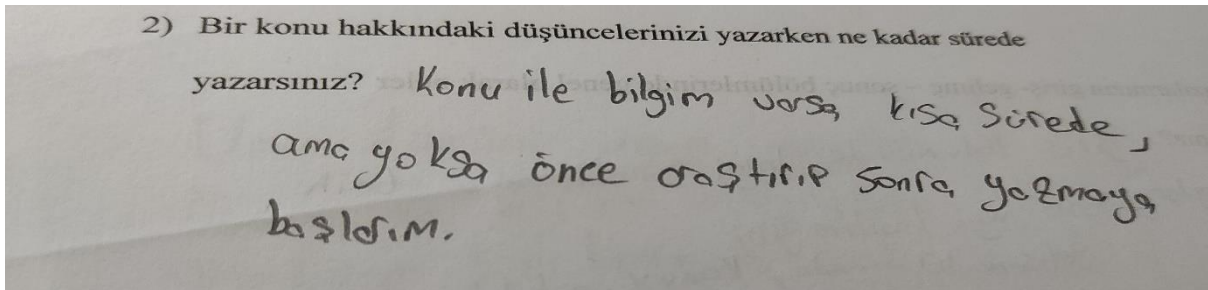 2) Bir konu hakkındaki düşüncelerinizi yazarken ne kadar sürede
yazarsınız? Konu ile bilgim varsa kısa sürede,
ama yoksa önce araştırıp sonra yazmaya
başlarım.